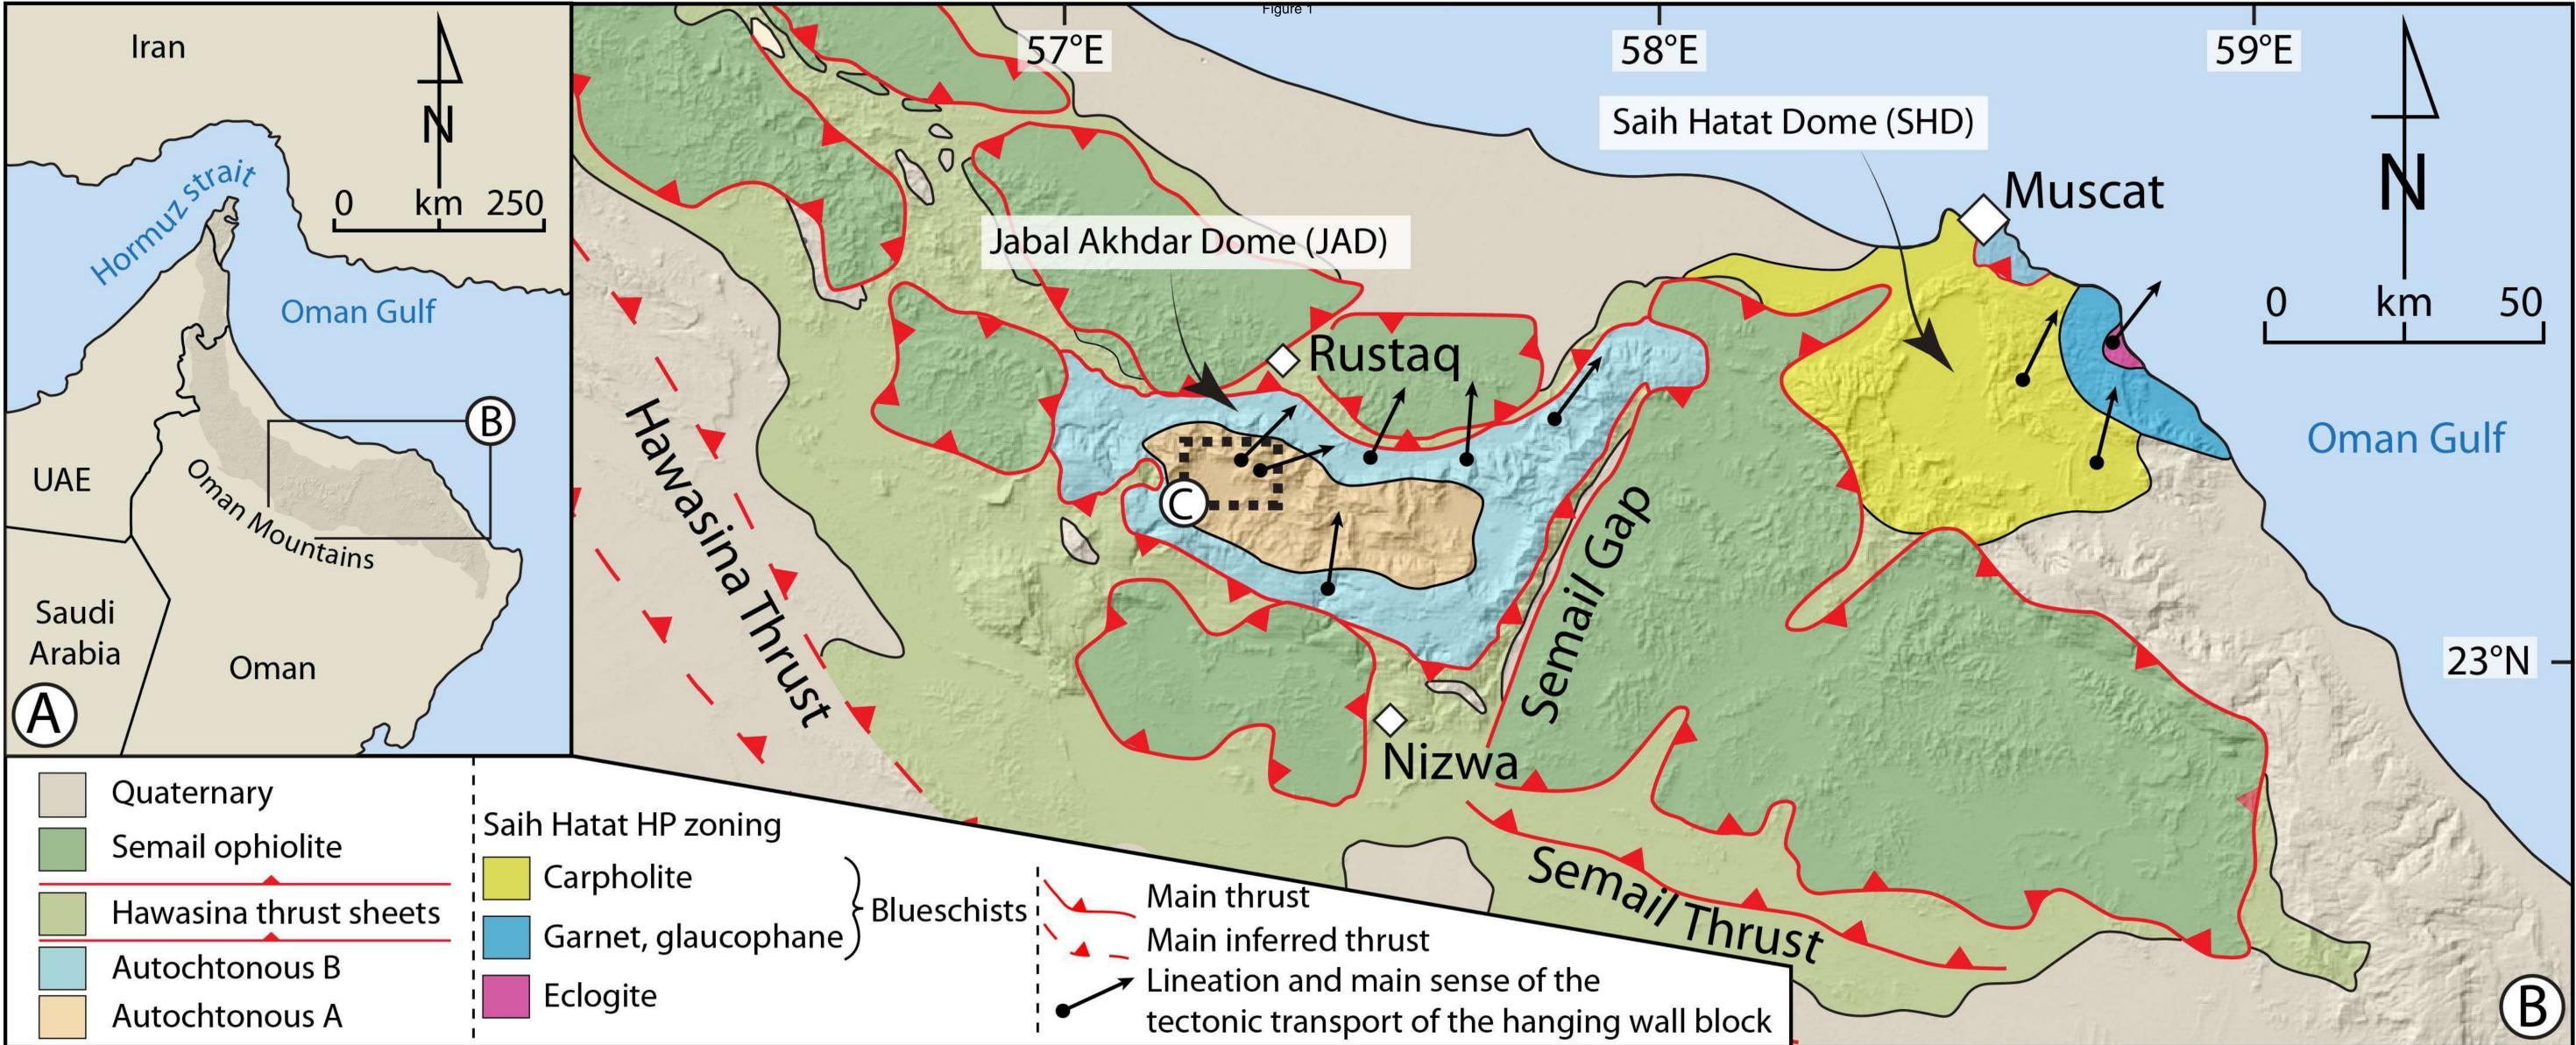 Figure 1
Iran
N
0 km 250
Hormuz strait
Oman Gulf
B
UAE
Oman Mountains
Saudi
Arabia
Oman
A
57°E
58°E
59°E
Saih Hatat Dome (SHD)
N
Muscat
Jabal Akhdar Dome (JAD)
0 km 50
Rustaq
Hawasina Thrust
C
Oman Gulf
Semail Gap
23°N
Nizwa
Semail Thrust
B
Quaternary
Semail ophiolite
Hawasina thrust sheets
Autochtonous B
Autochtonous A
Saih Hatat HP zoning
Carpholite
Garnet, glaucophane
Blueschists
Eclogite
Main thrust
Main inferred thrust
Lineation and main sense of the
tectonic transport of the hanging wall block